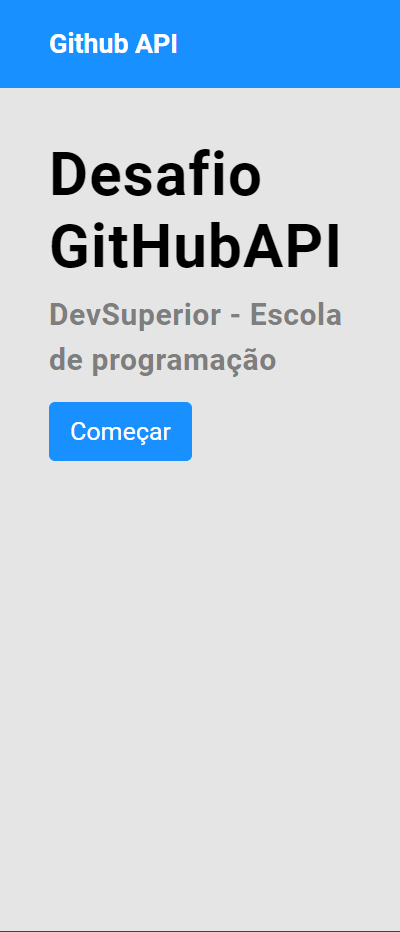 Github API
Desafio
GitHubAPI
DevSuperior - Escola
de programação
Começar